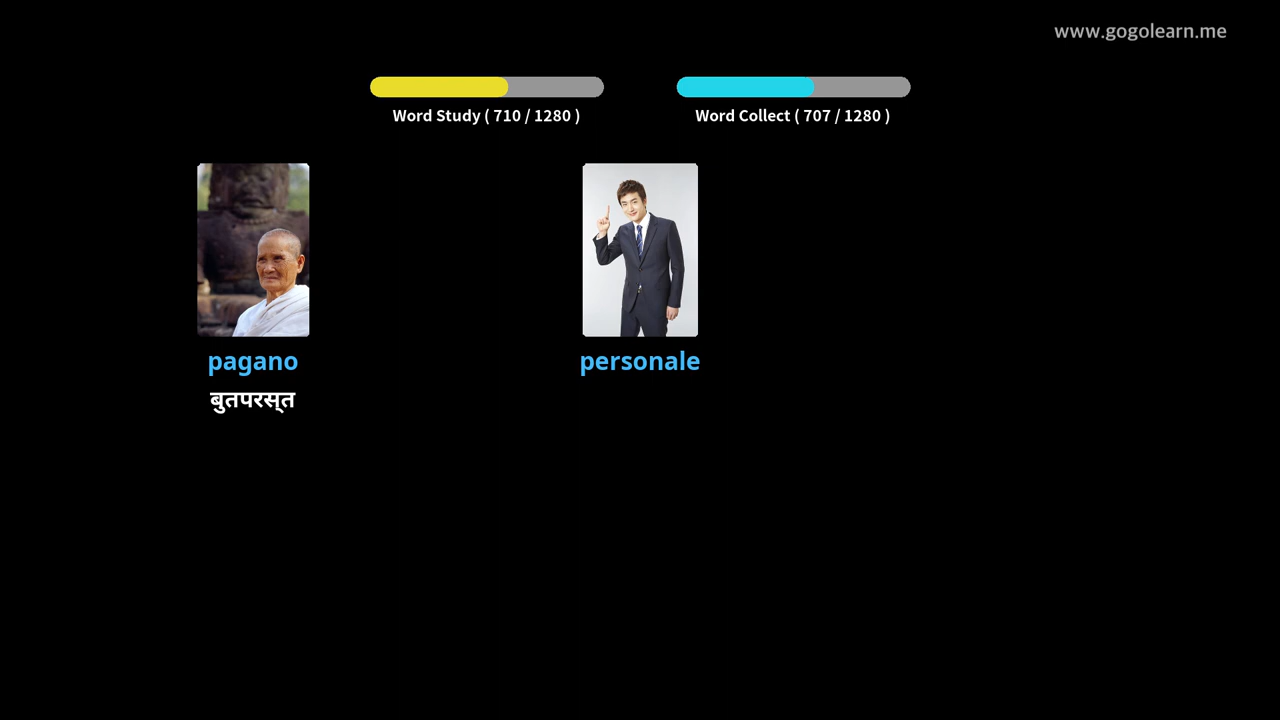 www.gogolearn.me
Word Study ( 710 / 1280 )
Word Collect ( 707 / 1280 )
pagano
personale
बुतपरस्त